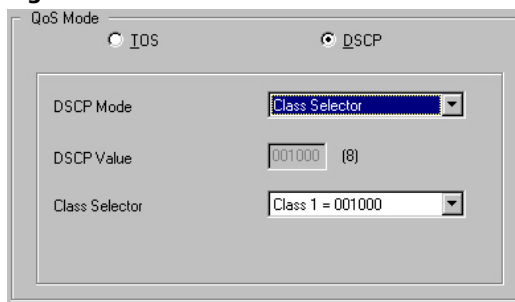 QoS Mode
TOS DSCP
DSCP Mode Class Selector
DSCP Value 001000 (8)
Class Selector Class 1 = 001000